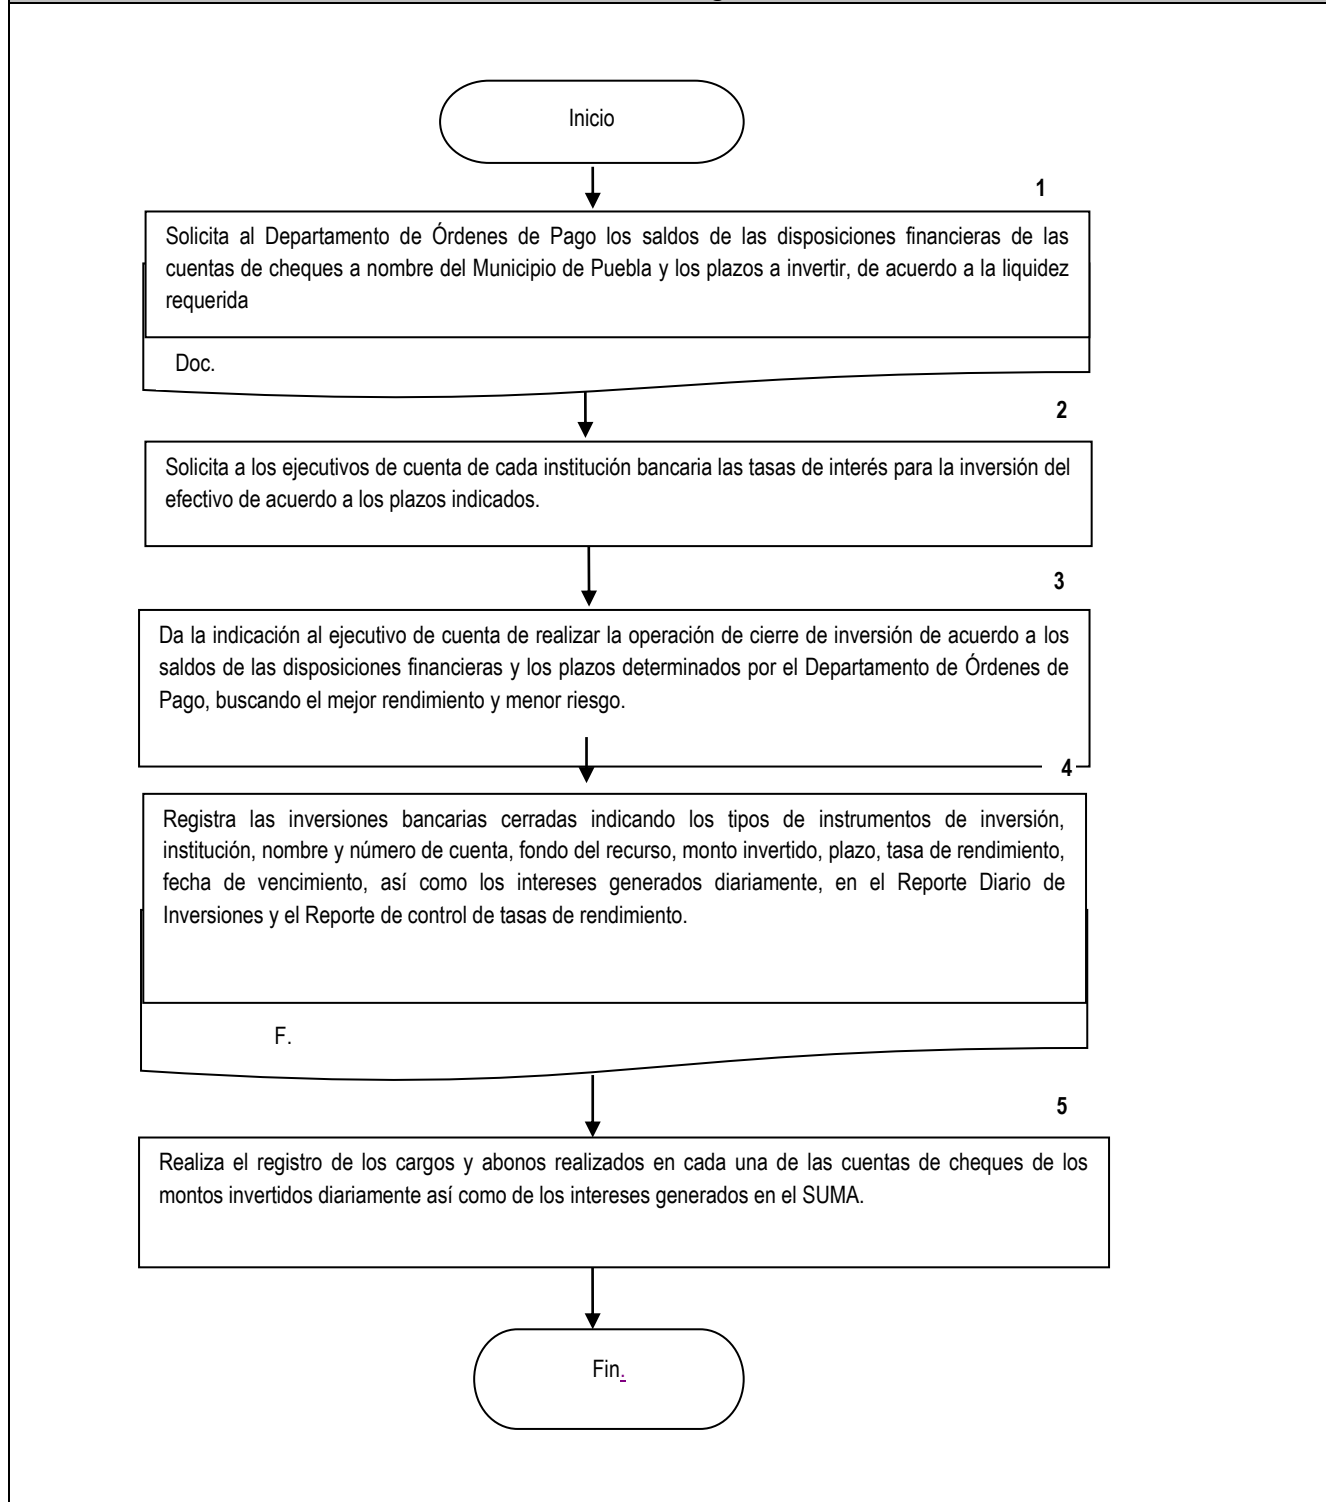 Inicio
1
Solicita al Departamento de Órdenes de Pago los saldos de las disposiciones financieras de las
cuentas de cheques a nombre del Municipio de Puebla y los plazos a invertir, de acuerdo a la liquidez
requerida
Doc.
2
Solicita a los ejecutivos de cuenta de cada institución bancaria las tasas de interés para la inversión del
efectivo de acuerdo a los plazos indicados.
3
Da la indicación al ejecutivo de cuenta de realizar la operación de cierre de inversión de acuerdo a los
saldos de las disposiciones financieras y los plazos determinados por el Departamento de Órdenes de
Pago, buscando el mejor rendimiento y menor riesgo.
4
Registra las inversiones bancarias cerradas indicando los tipos de instrumentos de inversión,
institución, nombre y número de cuenta, fondo del recurso, monto invertido, plazo, tasa de rendimiento,
fecha de vencimiento, así como los intereses generados diariamente, en el Reporte Diario de
Inversiones y el Reporte de control de tasas de rendimiento.
F.
5
Realiza el registro de los cargos y abonos realizados en cada una de las cuentas de cheques de los
montos invertidos diariamente así como de los intereses generados en el SUMA.
Fin.